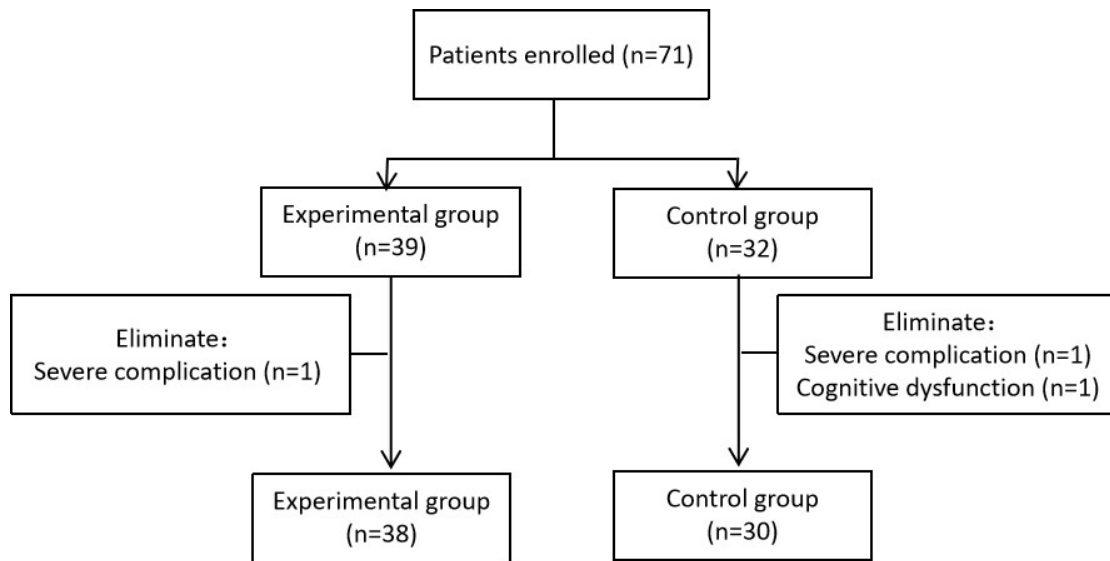 Patients enrolled (n=71)
Experimental group
(n=39)
Control group
(n=32)
Eliminate：
Severe complication (n=1)
Eliminate：
Severe complication (n=1)
Cognitive dysfunction (n=1)
Experimental group
(n=38)
Control group
(n=30)